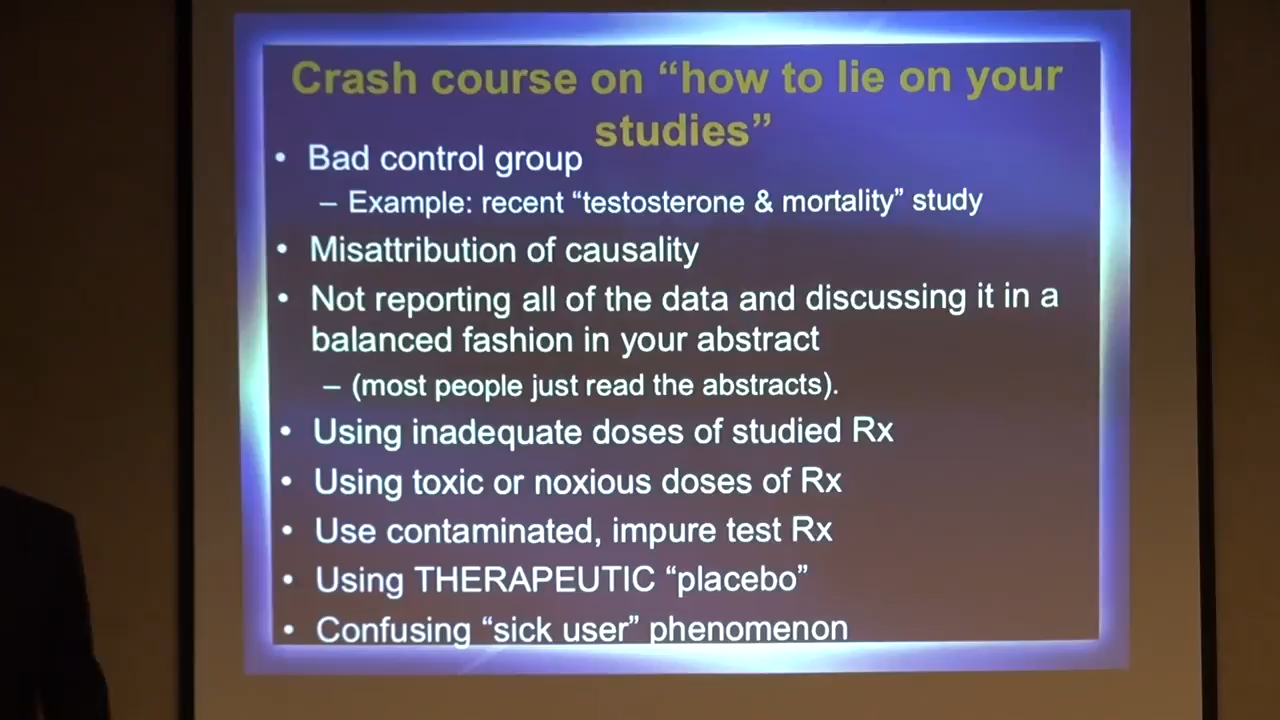 Crash course on “how to lie on your
studies”
• Bad control group
– Example: recent “testosterone & mortality” study
• Misattribution of causality
• Not reporting all of the data and discussing it in a
balanced fashion in your abstract
– (most people just read the abstracts).
• Using inadequate doses of studied Rx
• Using toxic or noxious doses of Rx
• Use contaminated, impure test Rx
• Using THERAPEUTIC “placebo”
• Confusing “sick user” phenomenon